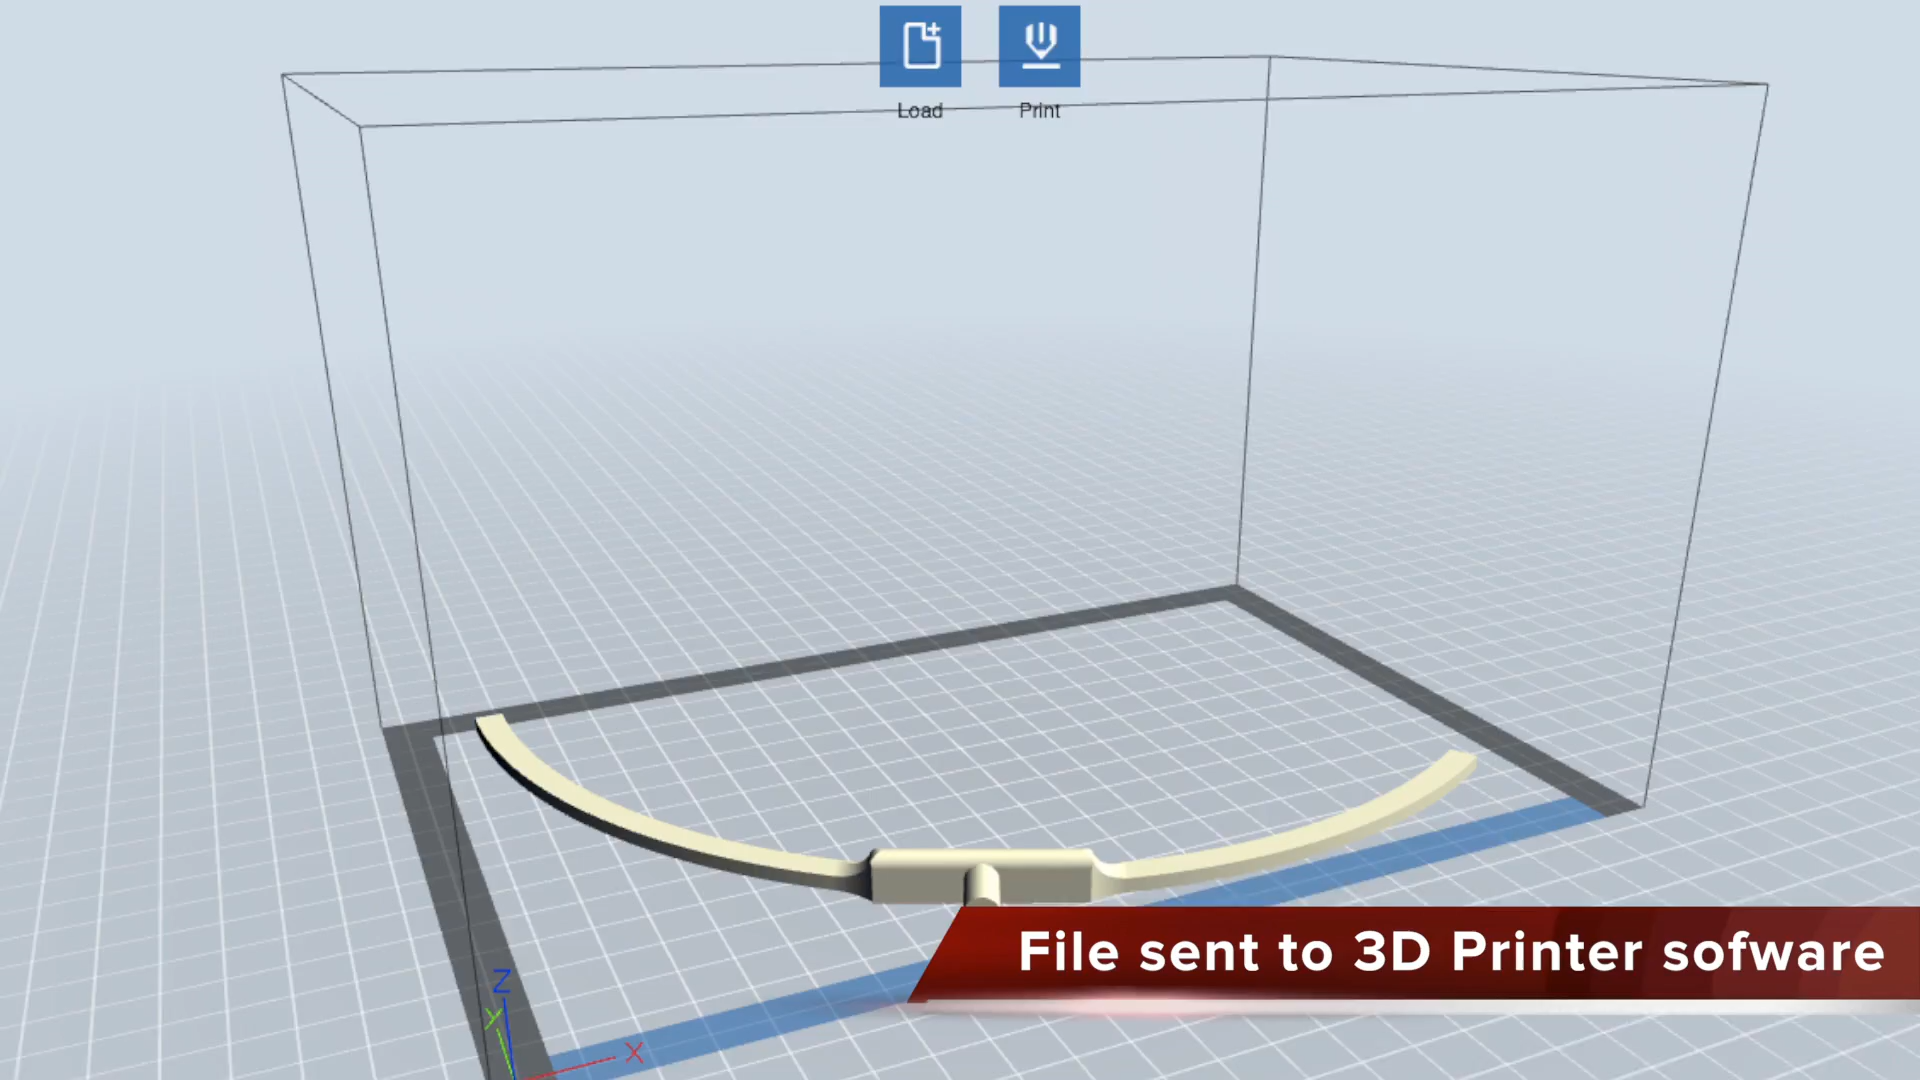 Load
Print
File sent to 3D Printer sofware
Z
Y
X